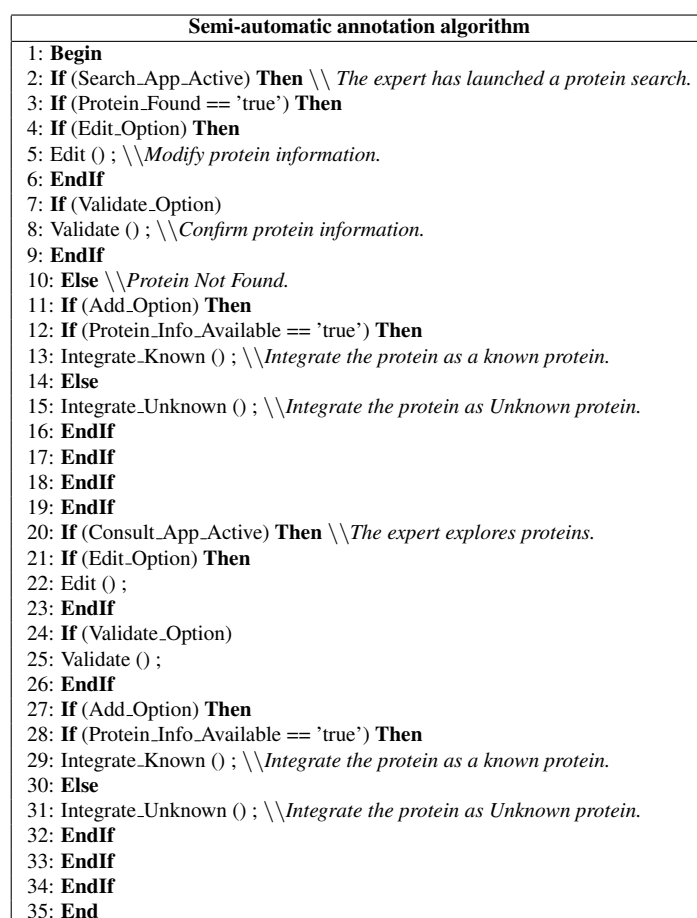 Semi-automatic annotation algorithm
1: Begin
2: If (Search_App_Active) Then \\ The expert has launched a protein search.
3: If (Protein_Found == 'true') Then
4: If (Edit_Option) Then
5: Edit () ; \\Modify protein information.
6: EndIf
7: If (Validate_Option)
8: Validate () ; \\Confirm protein information.
9: EndIf
10: Else \\Protein Not Found.
11: If (Add_Option) Then
12: If (Protein_Info_Available == 'true') Then
13: Integrate_Known () ; \\Integrate the protein as a known protein.
14: Else
15: Integrate_Unknown () ; \\Integrate the protein as Unknown protein.
16: EndIf
17: EndIf
18: EndIf
19: EndIf
20: If (Consult_App_Active) Then \\The expert explores proteins.
21: If (Edit_Option) Then
22: Edit () ;
23: EndIf
24: If (Validate_Option)
25: Validate () ;
26: EndIf
27: If (Add_Option) Then
28: If (Protein_Info_Available == 'true') Then
29: Integrate_Known () ; \\Integrate the protein as a known protein.
30: Else
31: Integrate_Unknown () ; \\Integrate the protein as Unknown protein.
32: EndIf
33: EndIf
34: EndIf
35: End